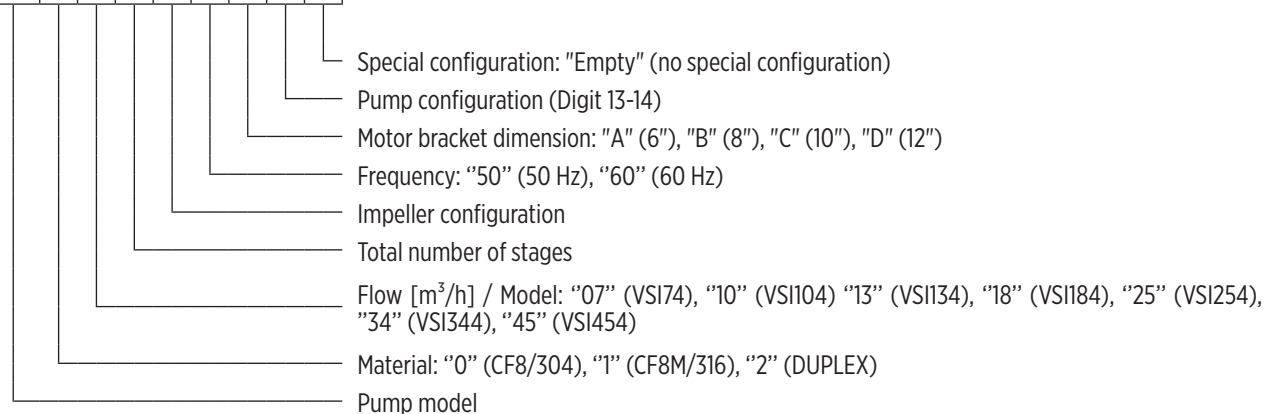 Special configuration: "Empty" (no special configuration)
Pump configuration (Digit 13-14)
Motor bracket dimension: "A" (6"), "B" (8"), "C" (10"), "D" (12")
Frequency: ‘’50’’ (50 Hz), ‘’60’’ (60 Hz)
Impeller configuration
Total number of stages
Flow [m³/h] / Model: ‘’07’’ (VSI74), ‘’10’’ (VSI104) ‘’13’’ (VSI134), ‘’18’’ (VSI184), ‘’25’’ (VSI254),
‘’34’’ (VSI344), ‘’45’’ (VSI454)
Material: ‘’0’’ (CF8/304), ‘’1’’ (CF8M/316), ‘’2’’ (DUPLEX)
Pump model